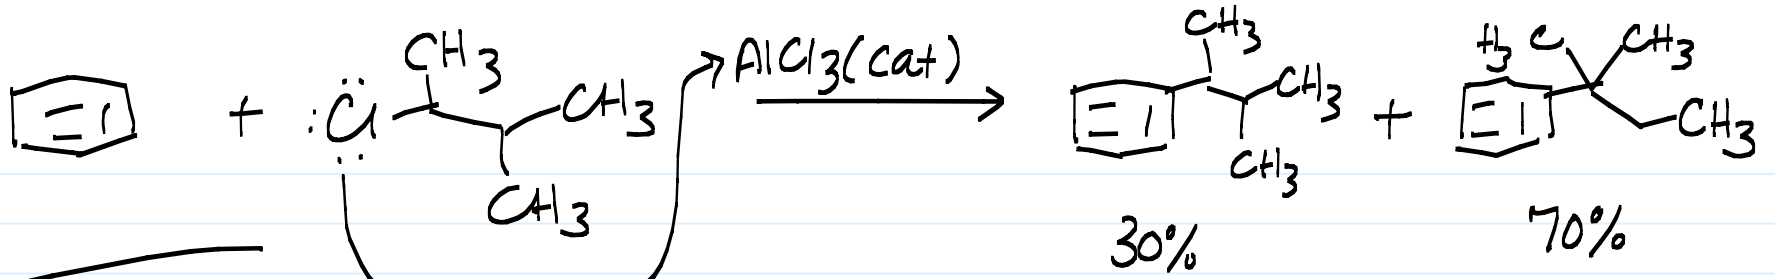 CH3 CH3 H3C CH3
+ :Cl CH3 AlCl3(cat) CH3 + CH3
CH3 CH3
30% 70%